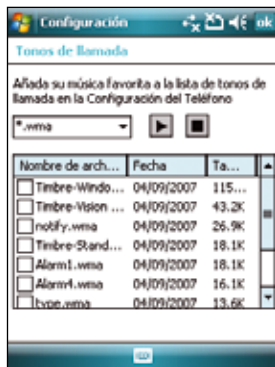 Configuración ok
Tonos de llamada
Añada su música favorita a la lista de tonos de
llamada en la Configuración del Teléfono
*.wma
Nombre de arch... Fecha Ta...
Timbre-Windo... 04/09/2007 115...
Timbre-Vision ... 04/09/2007 43.2K
notify.wma 04/09/2007 26.9K
Timbre-Stand... 04/09/2007 18.1K
Alarm1.wma 04/09/2007 18.1K
Alarm4.wma 04/09/2007 16.1K
type.wma 04/09/2007 13.6K